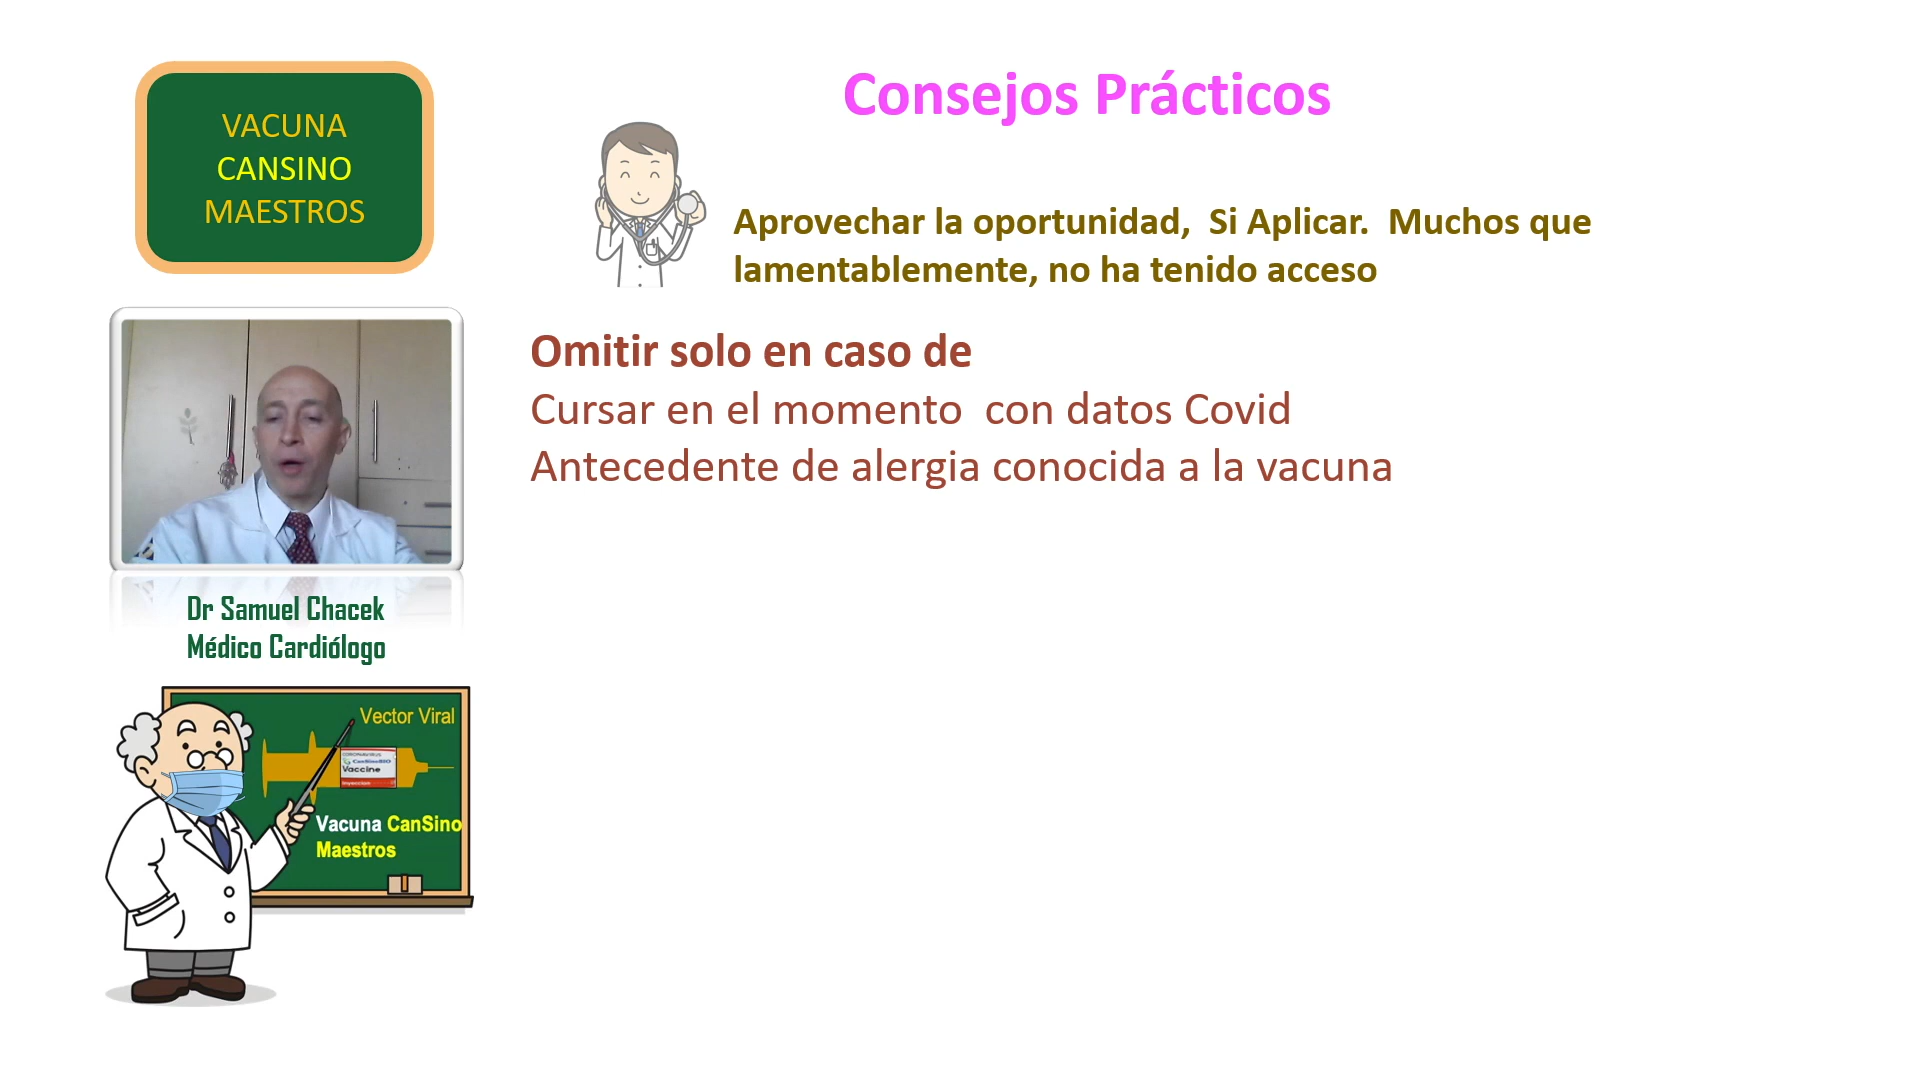 VACUNA
CANSINO
MAESTROS
Consejos Prácticos
Aprovechar la oportunidad, Si Aplicar. Muchos que
lamentablemente, no ha tenido acceso
Omitir solo en caso de
Cursar en el momento con datos Covid
Antecedente de alergia conocida a la vacuna
Dr Samuel Chacek
Médico Cardiólogo
Vector Viral
CanSinoBIO
Vaccine
Vacuna CanSino
Maestros